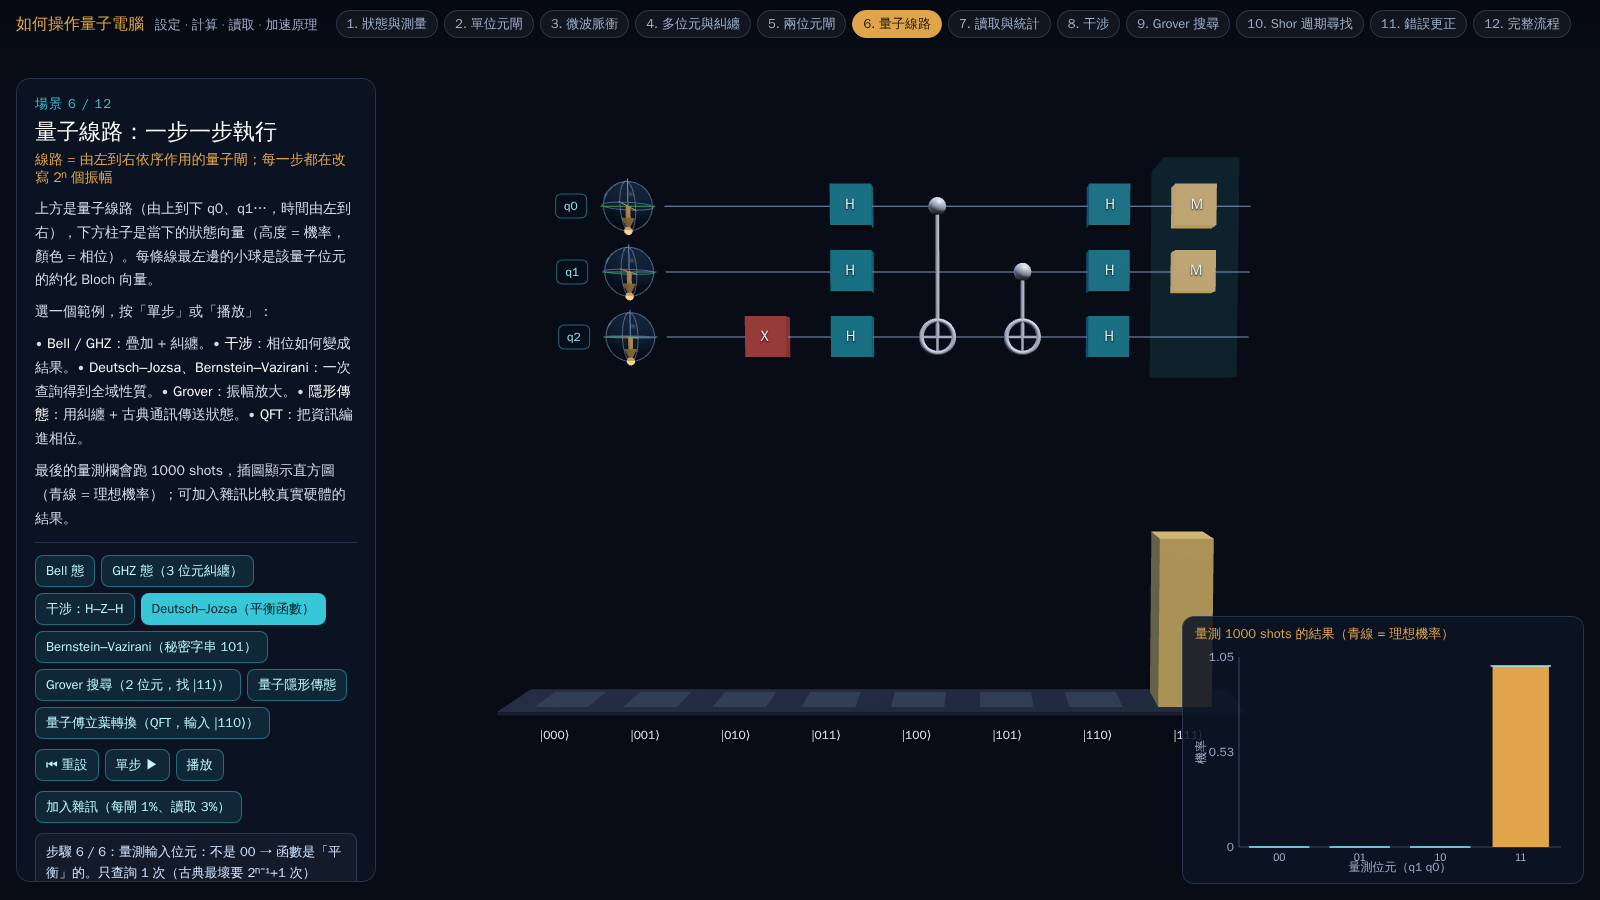 如何操作量子電腦 設定 · 計算 · 讀取 · 加速原理 1. 狀態與測量 2. 單位元閘 3. 微波脈衝 4. 多位元與糾纏 5. 兩位元閘 6. 量子線路 7. 讀取與統計 8. 干涉 9. Grover 搜尋 10. Shor 週期尋找 11. 錯誤更正 12. 完整流程
場景 6 / 12
量子線路：一步一步執行
線路 = 由左到右依序作用的量子閘；每一步都在改
寫 2ⁿ 個振幅
上方是量子線路（由上到下 q0、q1⋯，時間由左到
右），下方柱子是當下的狀態向量（高度 = 機率，
顏色 = 相位）。每條線最左邊的小球是該量子位元
的約化 Bloch 向量。
選一個範例，按「單步」或「播放」：
• Bell / GHZ：疊加 + 糾纏。• 干涉：相位如何變成
結果。• Deutsch–Jozsa、Bernstein–Vazirani：一次
查詢得到全域性質。• Grover：振幅放大。• 隱形傳
態：用糾纏 + 古典通訊傳送狀態。• QFT：把資訊編
進相位。
最後的量測欄會跑 1000 shots，插圖顯示直方圖
（青線 = 理想機率）；可加入雜訊比較真實硬體的
結果。
Bell 態 GHZ 態（3 位元糾纏）
干涉：H–Z–H Deutsch–Jozsa（平衡函數）
Bernstein–Vazirani（秘密字串 101）
Grover 搜尋（2 位元，找 |11⟩） 量子隱形傳態
量子傅立葉轉換（QFT，輸入 |110⟩）
⏮ 重設 單步 ▶ 播放
加入雜訊（每閘 1%、讀取 3%）
步驟 6 / 6：量測輸入位元：不是 00 → 函數是「平
衡」的。只查詢 1 次（古典最壞要 2ⁿ⁻¹+1 次）
q0 H H M
q1 H H M
q2 X H H
|000⟩ |001⟩ |010⟩ |011⟩ |100⟩ |101⟩ |110⟩ |111⟩
量測 1000 shots 的結果（青線 = 理想機率）
1.05
0.53
0
機率
00 01 10 11
量測位元（q1 q0）